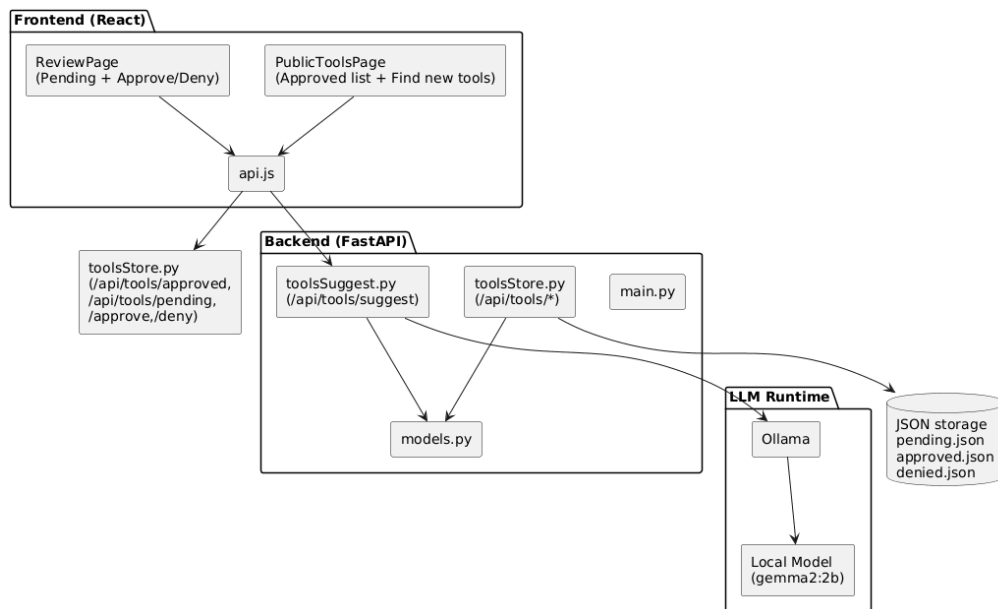 Frontend (React)
ReviewPage
(Pending + Approve/Deny)
PublicToolsPage
(Approved list + Find new tools)
api.js
toolsStore.py
(/api/tools/approved,
/api/tools/pending,
/approve,/deny)
Backend (FastAPI)
toolsSuggest.py
(/api/tools/suggest)
toolsStore.py
(/api/tools/*)
main.py
models.py
LLM Runtime
Ollama
Local Model
(gemma2:2b)
JSON storage
pending.json
approved.json
denied.json